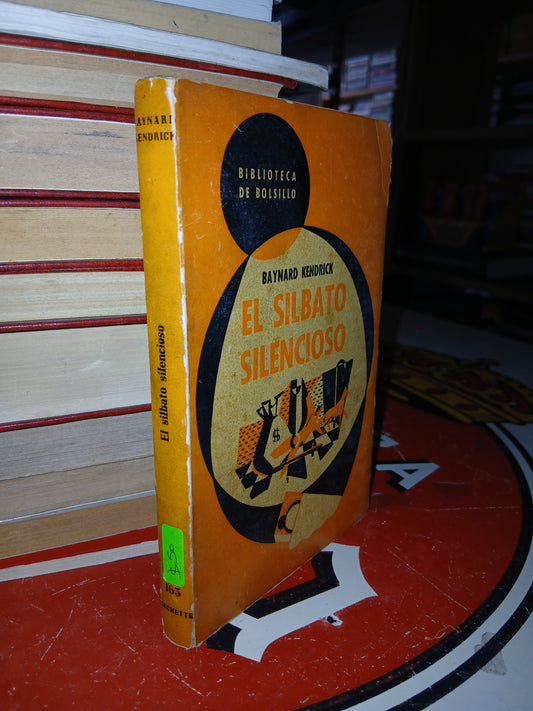 BAYNARD
KENDRICK
El silbato silencioso
163
HACHETTE
BIBLIOTECA
DE BOLSILLO
BAYNARD KENDRICK
EL SILBATO
SILENCIOSO
$
A